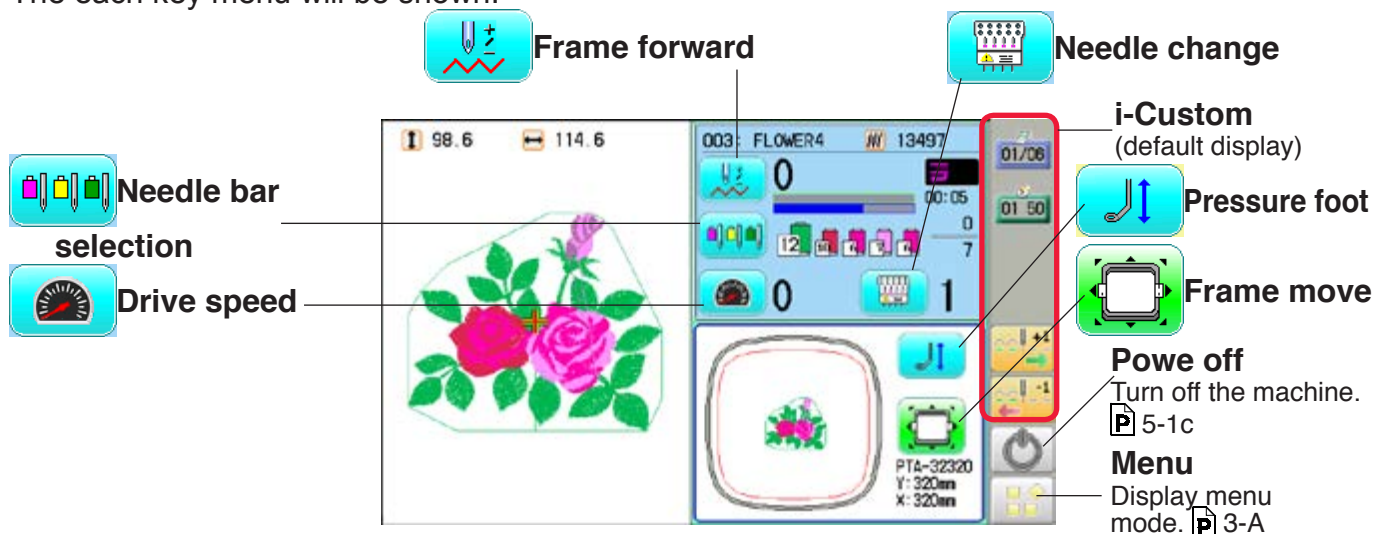 The each key menu will be shown.
Frame forward
Needle change
i-Custom
(default display)
98.6
114.6
003: FLOWER4
13497
01/06
Needle bar
selection
0
00:05
01 50
Pressure foot
0
12
7
Drive speed
0
1
Frame move
+1
-1
Powe off
Turn off the machine.
P 5-1c
PTA-32320
Y: 320mm
X: 320mm
Menu
Display menu
mode. P 3-A